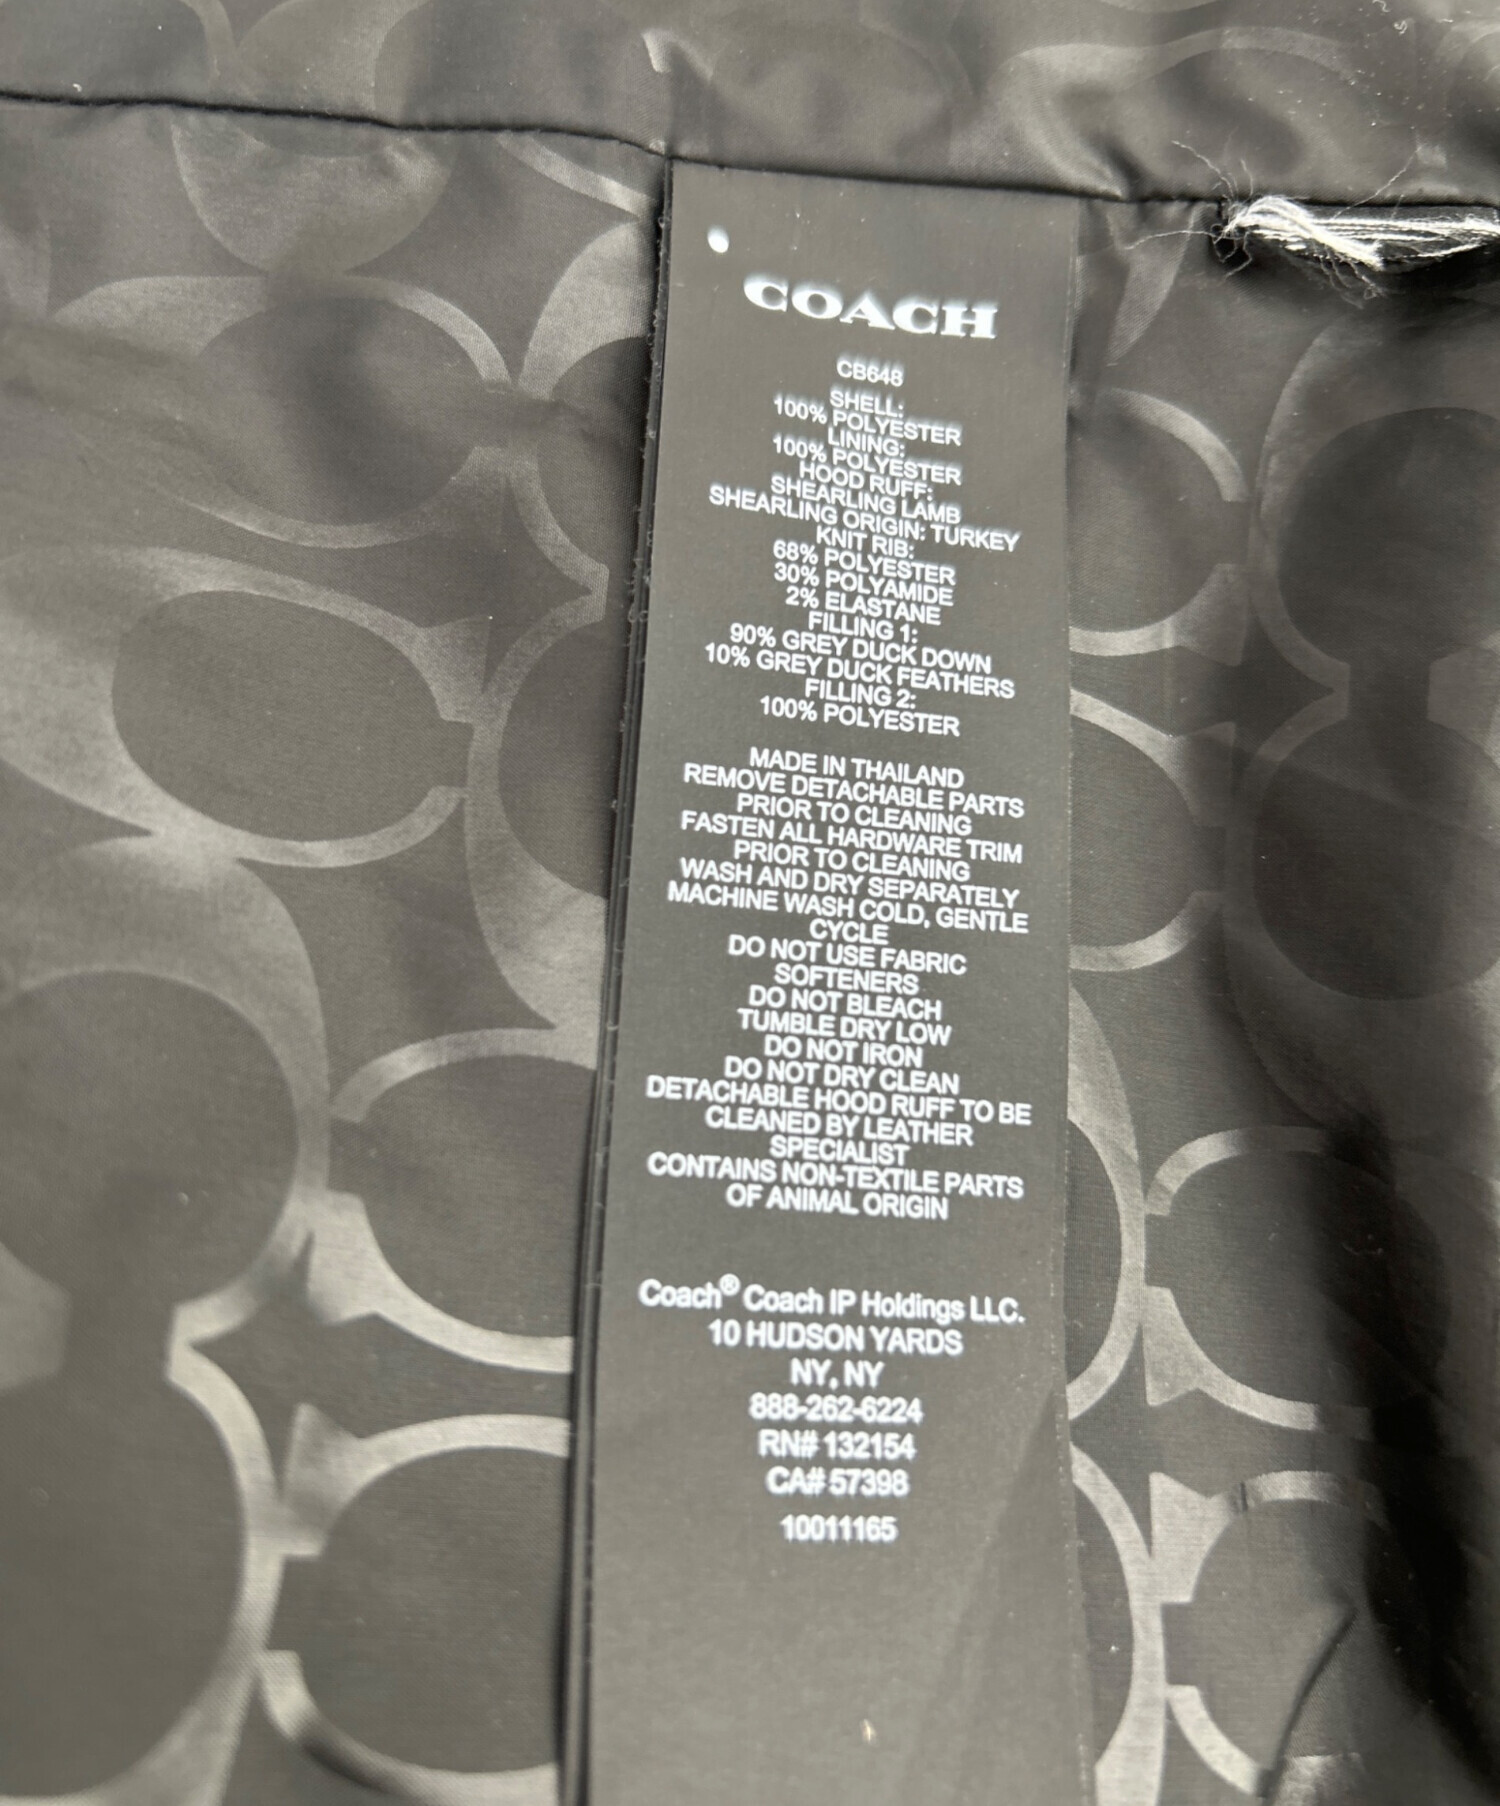 COACH
CB648
SHELL:
100% POLYESTER
LINING:
100% POLYESTER
HOOD RUFF:
SHEARLING LAMB
SHEARLING ORIGIN: TURKEY
KNIT RIB:
68% POLYESTER
30% POLYAMIDE
2% ELASTANE
FILLING 1:
90% GREY DUCK DOWN
10% GREY DUCK FEATHERS
FILLING 2:
100% POLYESTER
MADE IN THAILAND
REMOVE DETACHABLE PARTS
PRIOR TO CLEANING
FASTEN ALL HARDWARE TRIM
PRIOR TO CLEANING
WASH AND DRY SEPARATELY
MACHINE WASH COLD, GENTLE
CYCLE
DO NOT USE FABRIC
SOFTENERS
DO NOT BLEACH
TUMBLE DRY LOW
DO NOT IRON
DO NOT DRY CLEAN
DETACHABLE HOOD RUFF TO BE
CLEANED BY LEATHER
SPECIALIST
CONTAINS NON-TEXTILE PARTS
OF ANIMAL ORIGIN
Coach® Coach IP Holdings LLC.
10 HUDSON YARDS
NY, NY
888-262-6224
RN# 132154
CA# 57398
10011165